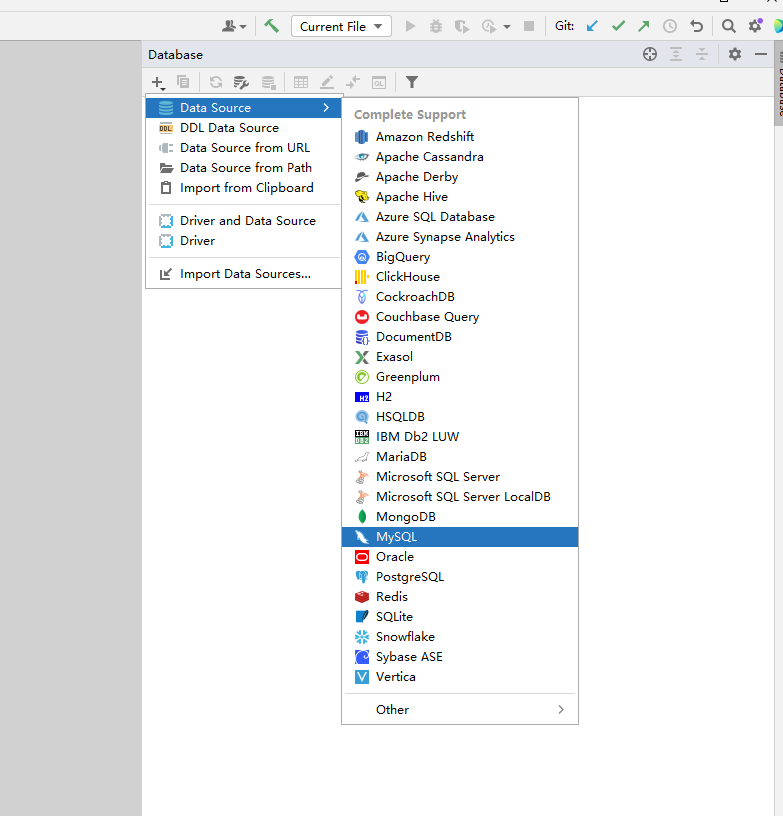 Current File
Git:
Database
Database
Data Source
DDL Data Source
Data Source from URL
Data Source from Path
Import from Clipboard
Driver and Data Source
Driver
Import Data Sources...
Complete Support
Amazon Redshift
Apache Cassandra
Apache Derby
Apache Hive
Azure SQL Database
Azure Synapse Analytics
BigQuery
ClickHouse
CockroachDB
Couchbase Query
DocumentDB
Exasol
Greenplum
H2
HSQLDB
IBM Db2 LUW
MariaDB
Microsoft SQL Server
Microsoft SQL Server LocalDB
MongoDB
MySQL
Oracle
PostgreSQL
Redis
SQLite
Snowflake
Sybase ASE
Vertica
Other